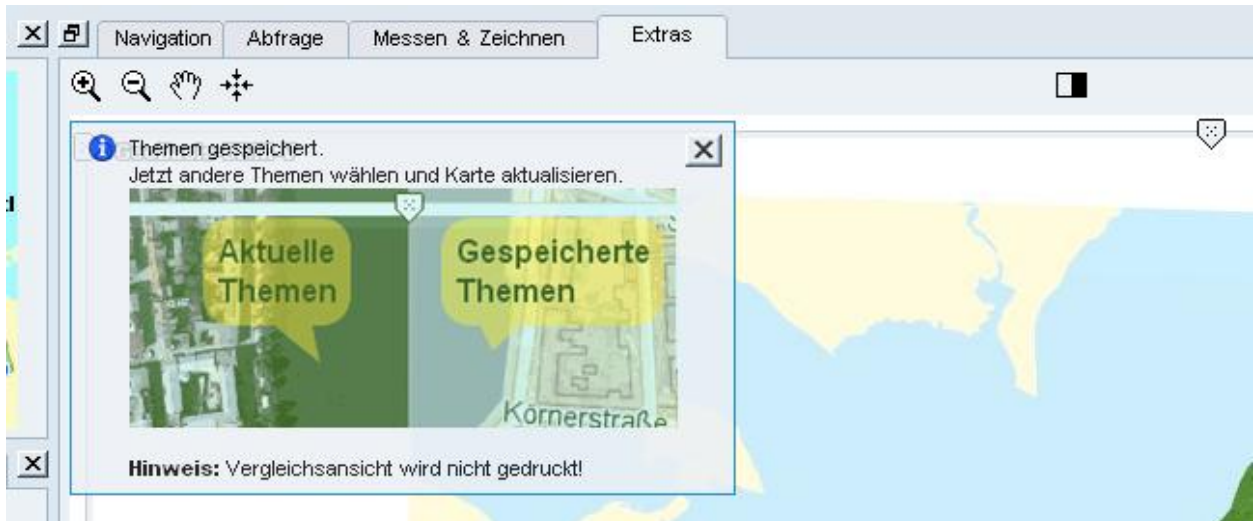 Navigation
Abfrage
Messen & Zeichnen
Extras
Themen gespeichert.
Jetzt andere Themen wählen und Karte aktualisieren.
Aktuelle
Themen
Gespeicherte
Themen
Körnerstraße
Hinweis: Vergleichsansicht wird nicht gedruckt!